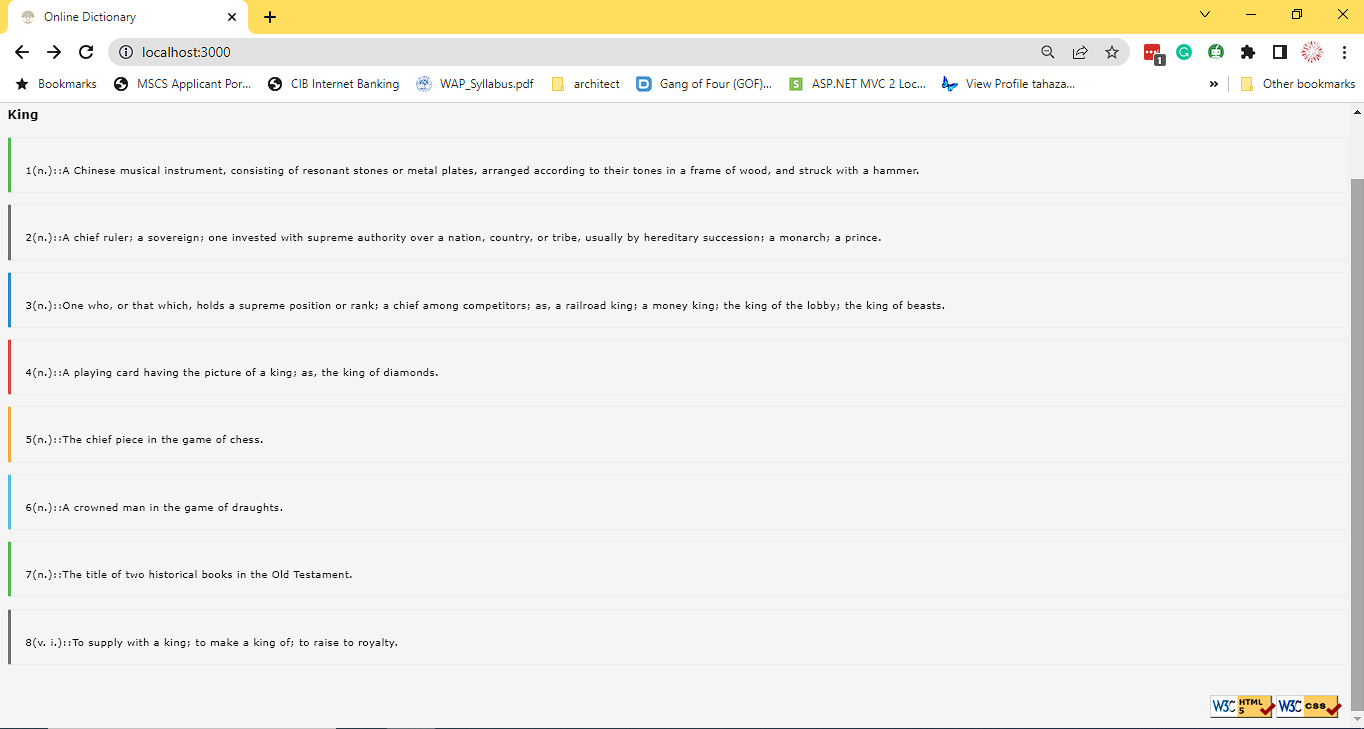 Online Dictionary
localhost:3000
1
Bookmarks MSCS Applicant Por... CIB Internet Banking WAP_Syllabus.pdf architect Gang of Four (GOF)... ASP.NET MVC 2 Loc... View Profile tahaza... » Other bookmarks
King
1(n.)::A Chinese musical instrument, consisting of resonant stones or metal plates, arranged according to their tones in a frame of wood, and struck with a hammer.
2(n.)::A chief ruler; a sovereign; one invested with supreme authority over a nation, country, or tribe, usually by hereditary succession; a monarch; a prince.
3(n.)::One who, or that which, holds a supreme position or rank; a chief among competitors; as, a railroad king; a money king; the king of the lobby; the king of beasts.
4(n.)::A playing card having the picture of a king; as, the king of diamonds.
5(n.)::The chief piece in the game of chess.
6(n.)::A crowned man in the game of draughts.
7(n.)::The title of two historical books in the Old Testament.
8(v. i.)::To supply with a king; to make a king of; to raise to royalty.
W3C HTML 5 W3C css